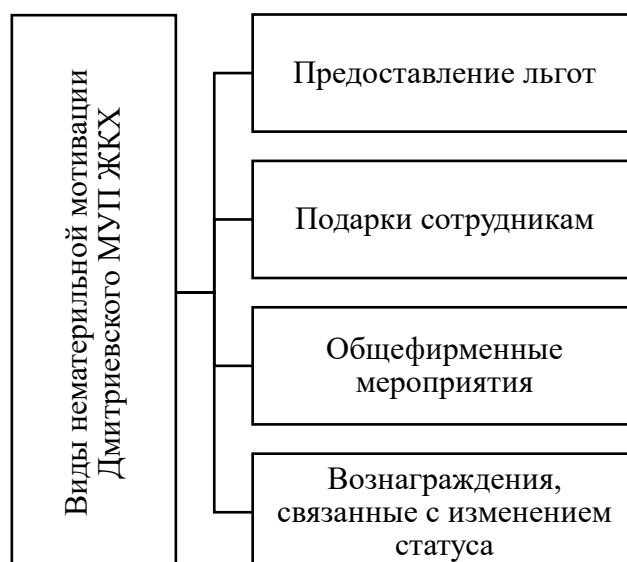 Виды нематерильной мотивации
Дмитриевского МУП ЖКХ
Предоставление льгот
Подарки сотрудникам
Общефирменные
мероприятия
Вознаграждения,
связанные с изменением
статуса